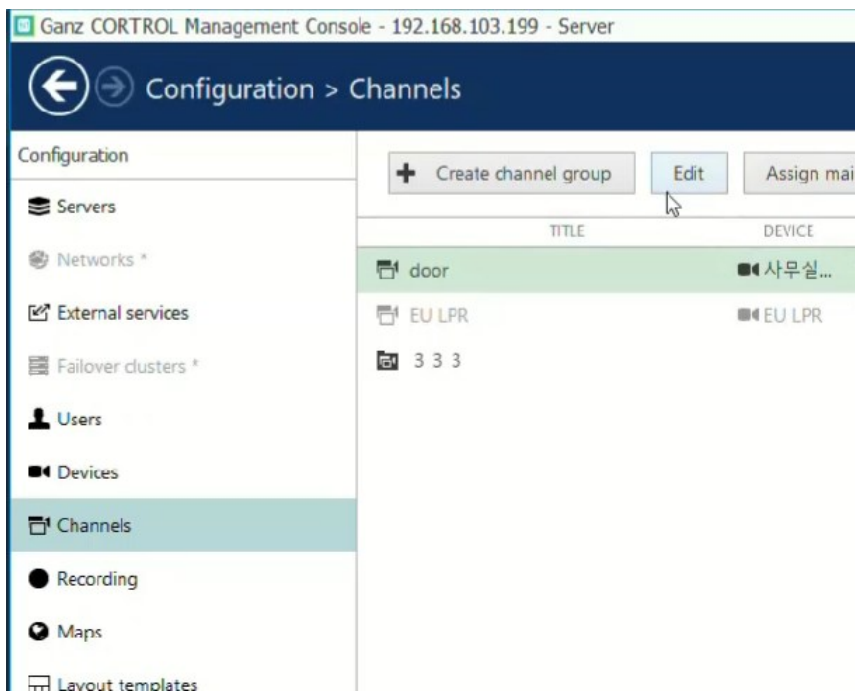 Ganz CORTROL Management Console - 192.168.103.199 - Server
Configuration > Channels
Configuration
Servers
Networks *
External services
Failover clusters *
Users
Devices
Channels
Recording
Maps
Layout templates
+ Create channel group Edit Assign mai
TITLE DEVICE
door 사무실...
EU LPR EU LPR
3 3 3